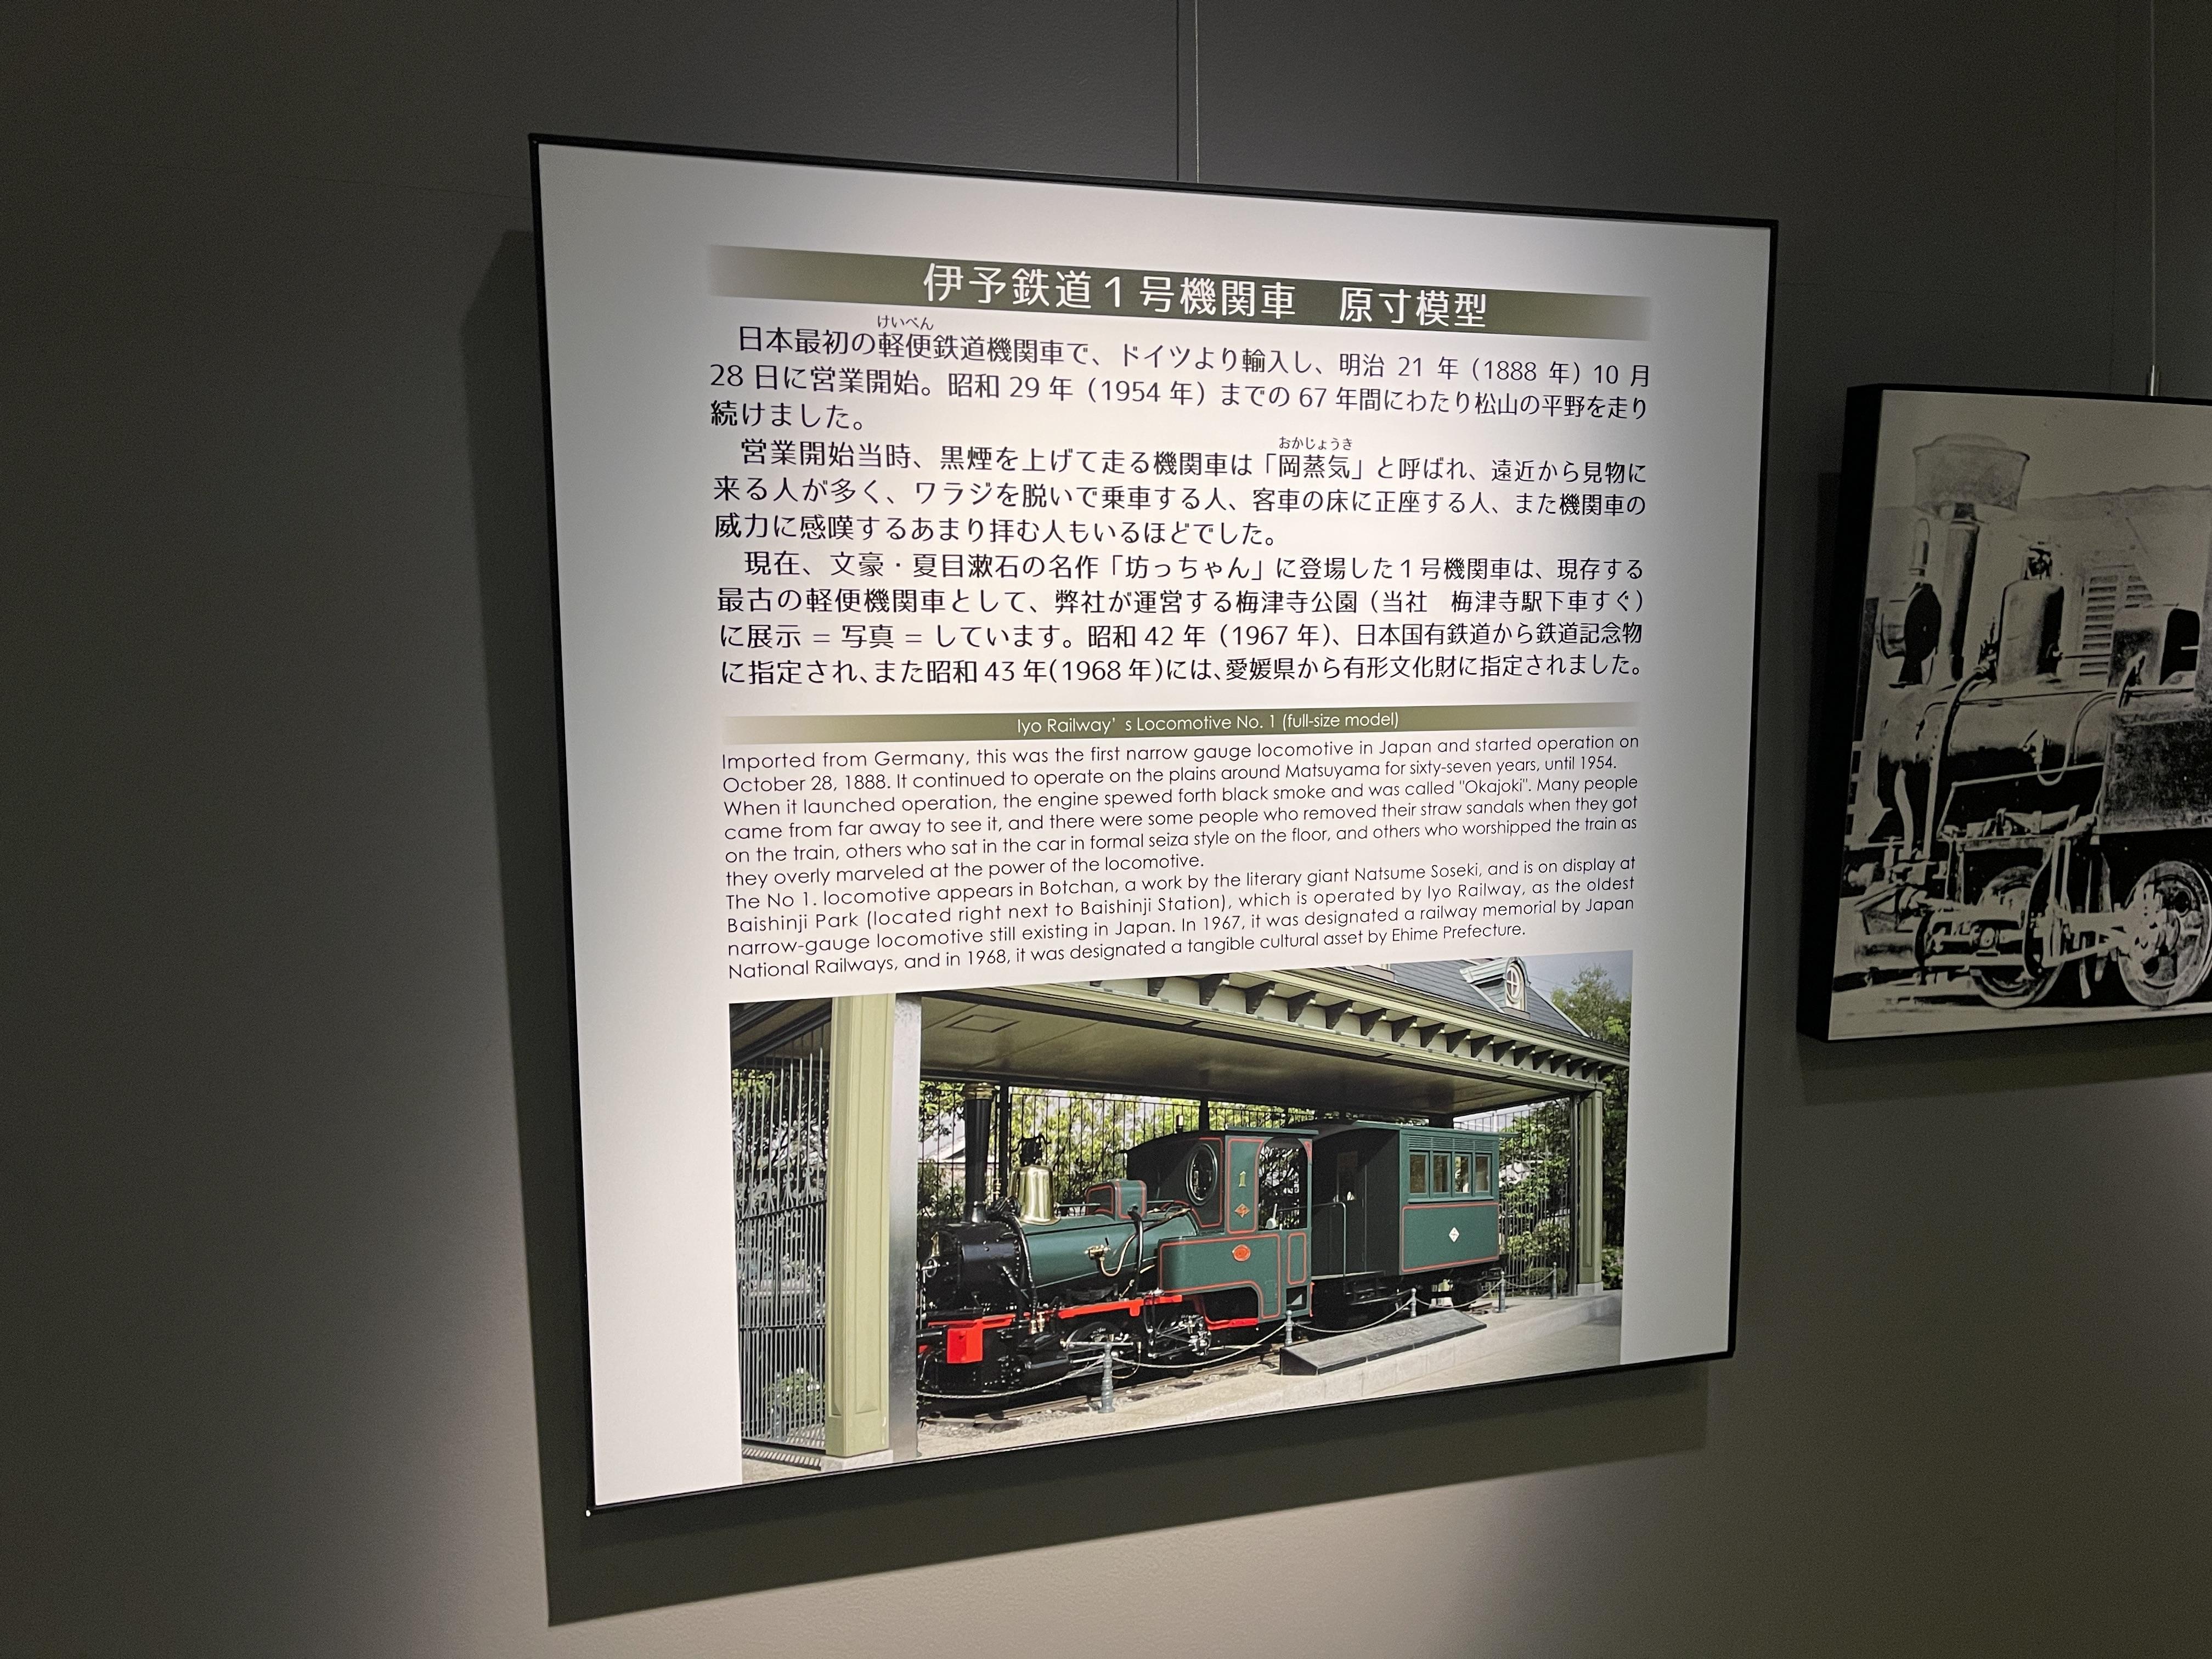 伊予鉄道1号機関車　原寸模型
けいべん
日本最初の軽便鉄道機関車で、ドイツより輸入し、明治 21 年（1888 年）10 月
28 日に営業開始。昭和 29 年（1954 年）までの 67 年間にわたり松山の平野を走り
続けました。
おかじょうき
営業開始当時、黒煙を上げて走る機関車は「岡蒸気」と呼ばれ、遠近から見物に
来る人が多く、ワラジを脱いで乗車する人、客車の床に正座する人、また機関車の
威力に感嘆するあまり拝む人もいるほどでした。
現在、文豪・夏目漱石の名作「坊っちゃん」に登場した1号機関車は、現存する
最古の軽便機関車として、弊社が運営する梅津寺公園（当社　梅津寺駅下車すぐ）
に展示 = 写真 = しています。昭和 42 年（1967 年）、日本国有鉄道から鉄道記念物
に指定され、また昭和 43 年(1968 年)には、愛媛県から有形文化財に指定されました。
Iyo Railway’ s Locomotive No. 1 (full-size model)
Imported from Germany, this was the first narrow gauge locomotive in Japan and started operation on
October 28, 1888. It continued to operate on the plains around Matsuyama for sixty-seven years, until 1954.
When it launched operation, the engine spewed forth black smoke and was called "Okajoki". Many people
came from far away to see it, and there were some people who removed their straw sandals when they got
on the train, others who sat in the car in formal seiza style on the floor, and others who worshipped the train as
they overly marveled at the power of the locomotive.
The No 1. locomotive appears in Botchan, a work by the literary giant Natsume Soseki, and is on display at
Baishinji Park (located right next to Baishinji Station), which is operated by Iyo Railway, as the oldest
narrow-gauge locomotive still existing in Japan. In 1967, it was designated a railway memorial by Japan
National Railways, and in 1968, it was designated a tangible cultural asset by Ehime Prefecture.
1